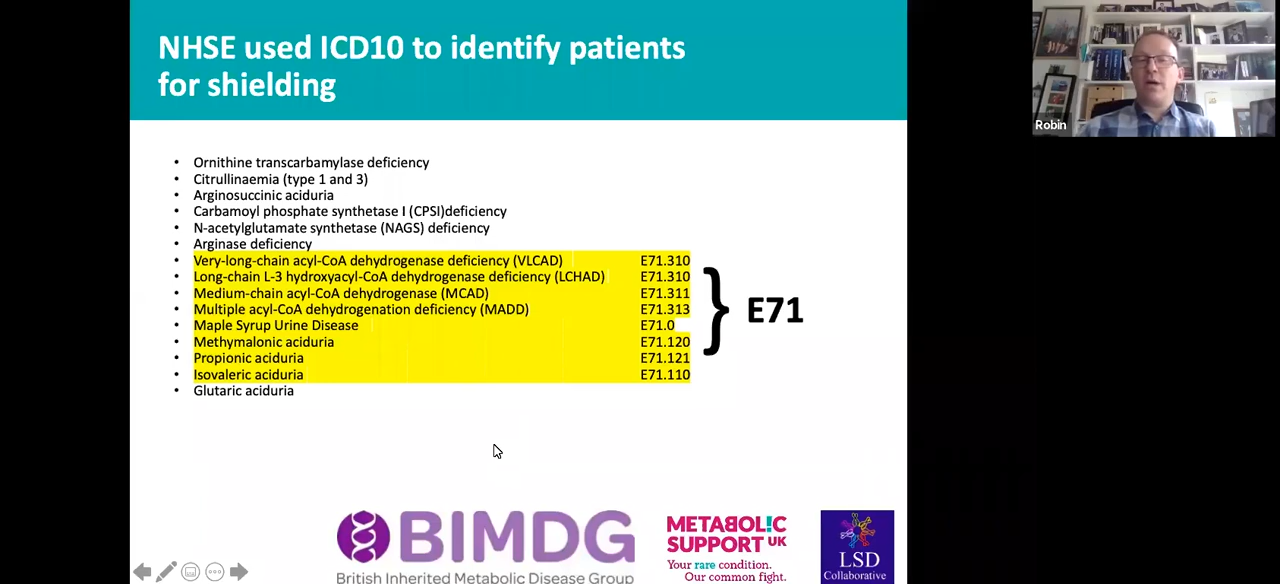 NHSE used ICD10 to identify patients
for shielding
Robin
• Ornithine transcarbamylase deficiency
• Citrullinaemia (type 1 and 3)
• Arginosuccinic aciduria
• Carbamoyl phosphate synthetase I (CPSI)deficiency
• N-acetylglutamate synthetase (NAGS) deficiency
• Arginase deficiency
• Very-long-chain acyl-CoA dehydrogenase deficiency (VLCAD) E71.310
• Long-chain L-3 hydroxyacyl-CoA dehydrogenase deficiency (LCHAD) E71.310
• Medium-chain acyl-CoA dehydrogenase (MCAD) E71.311
• Multiple acyl-CoA dehydrogenation deficiency (MADD) E71.313
• Maple Syrup Urine Disease E71.0
• Methymalonic aciduria E71.120
• Propionic aciduria E71.121
• Isovaleric aciduria E71.110
• Glutaric aciduria
} E71
BIMDG
British Inherited Metabolic Disease Group
METABOL!C
SUPPORT UK
Your rare condition.
Our common fight.
LSD
Collaborative